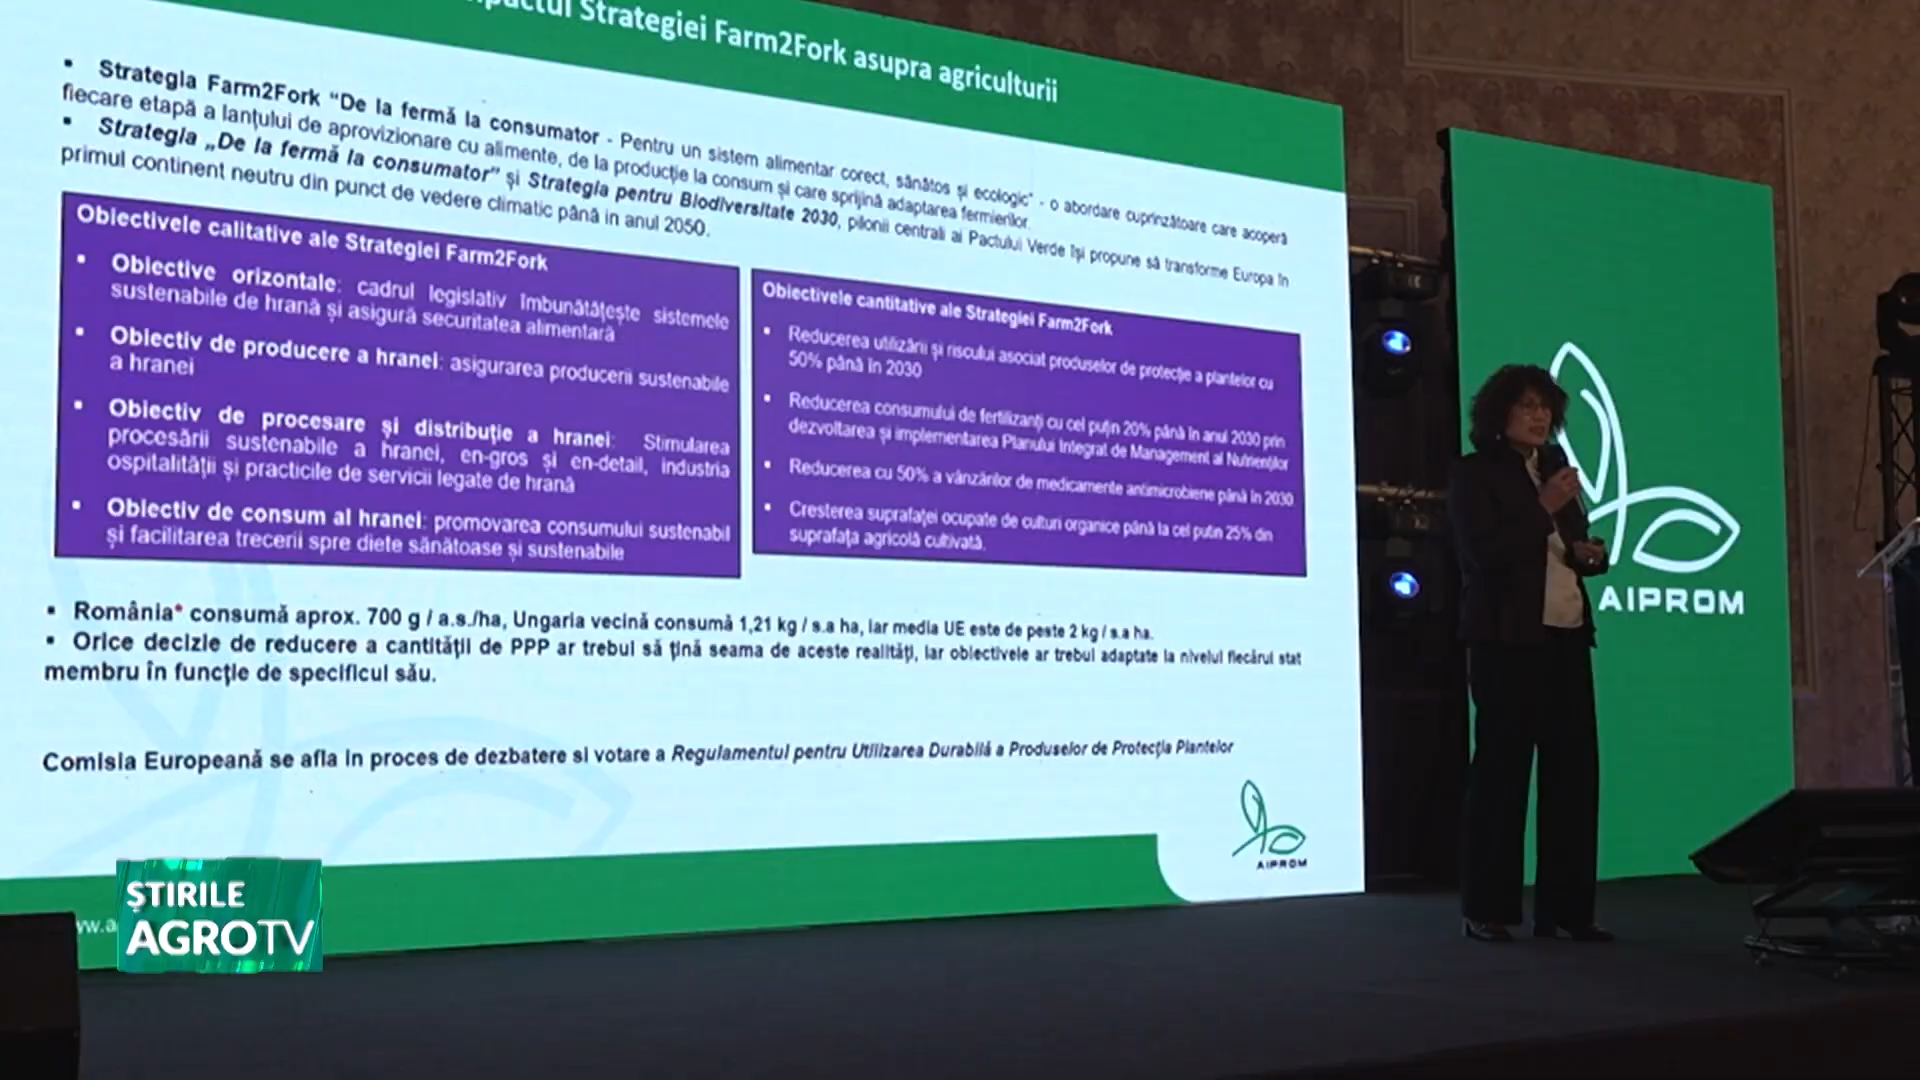 Strategiei Farm2Fork asupra agriculturii
▪ Strategia Farm2Fork “De la fermă la consumator - Pentru un sistem alimentar corect, sănătos și ecologic” - o abordare cuprinzătoare care acoperă
fiecare etapă a lanțului de aprovizionare cu alimente, de la producție la consum și care sprijină adaptarea fermierilor.
▪ Strategia „De la fermă la consumator” și Strategia pentru Biodiversitate 2030, pilonii centrali ai Pactului Verde își propune să transforme Europa în
primul continent neutru din punct de vedere climatic până in anul 2050.
Obiectivele calitative ale Strategiei Farm2Fork
▪ Obiective orizontale: cadrul legislativ îmbunătățește sistemele
sustenabile de hrană și asigură securitatea alimentară
▪ Obiectiv de producere a hranei: asigurarea producerii sustenabile
a hranei
▪ Obiectiv de procesare și distribuție a hranei: Stimularea
procesării sustenabile a hranei, en-gros și en-detail, industria
ospitalității și practicile de servicii legate de hrană
▪ Obiectiv de consum al hranei: promovarea consumului sustenabil
și facilitarea trecerii spre diete sănătoase și sustenabile
Obiectivele cantitative ale Strategiei Farm2Fork
▪ Reducerea utilizării și riscului asociat produselor de protecție a plantelor cu
50% până în 2030
▪ Reducerea consumului de fertilizanți cu cel puțin 20% până în anul 2030 prin
dezvoltarea și implementarea Planului Integrat de Management al Nutrienților
▪ Reducerea cu 50% a vânzărilor de medicamente antimicrobiene până în 2030
▪ Cresterea suprafaței ocupate de culturi organice până la cel putin 25% din
suprafața agricolă cultivată.
▪ România* consumă aprox. 700 g / a.s./ha, Ungaria vecină consumă 1,21 kg / s.a ha, iar media UE este de peste 2 kg / s.a ha.
▪ Orice decizie de reducere a cantității de PPP ar trebui să țină seama de aceste realități, iar obiectivele ar trebui adaptate la nivelul fiecărui stat
membru în funcție de specificul său.
Comisia Europeană se afla in proces de dezbatere si votare a Regulamentul pentru Utilizarea Durabilă a Produselor de Protecția Plantelor
AIPROM
AIPROM
ȘTIRILE
AGROTV